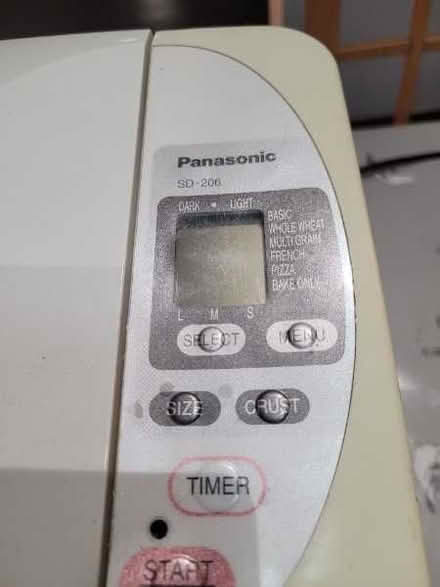 Panasonic
SD-206
DARK • LIGHT
BASIC
WHOLE WHEAT
MULTI GRAIN
FRENCH
PIZZA
BAKE ONLY
L M S
SELECT MENU
SIZE CRUST
TIMER
START